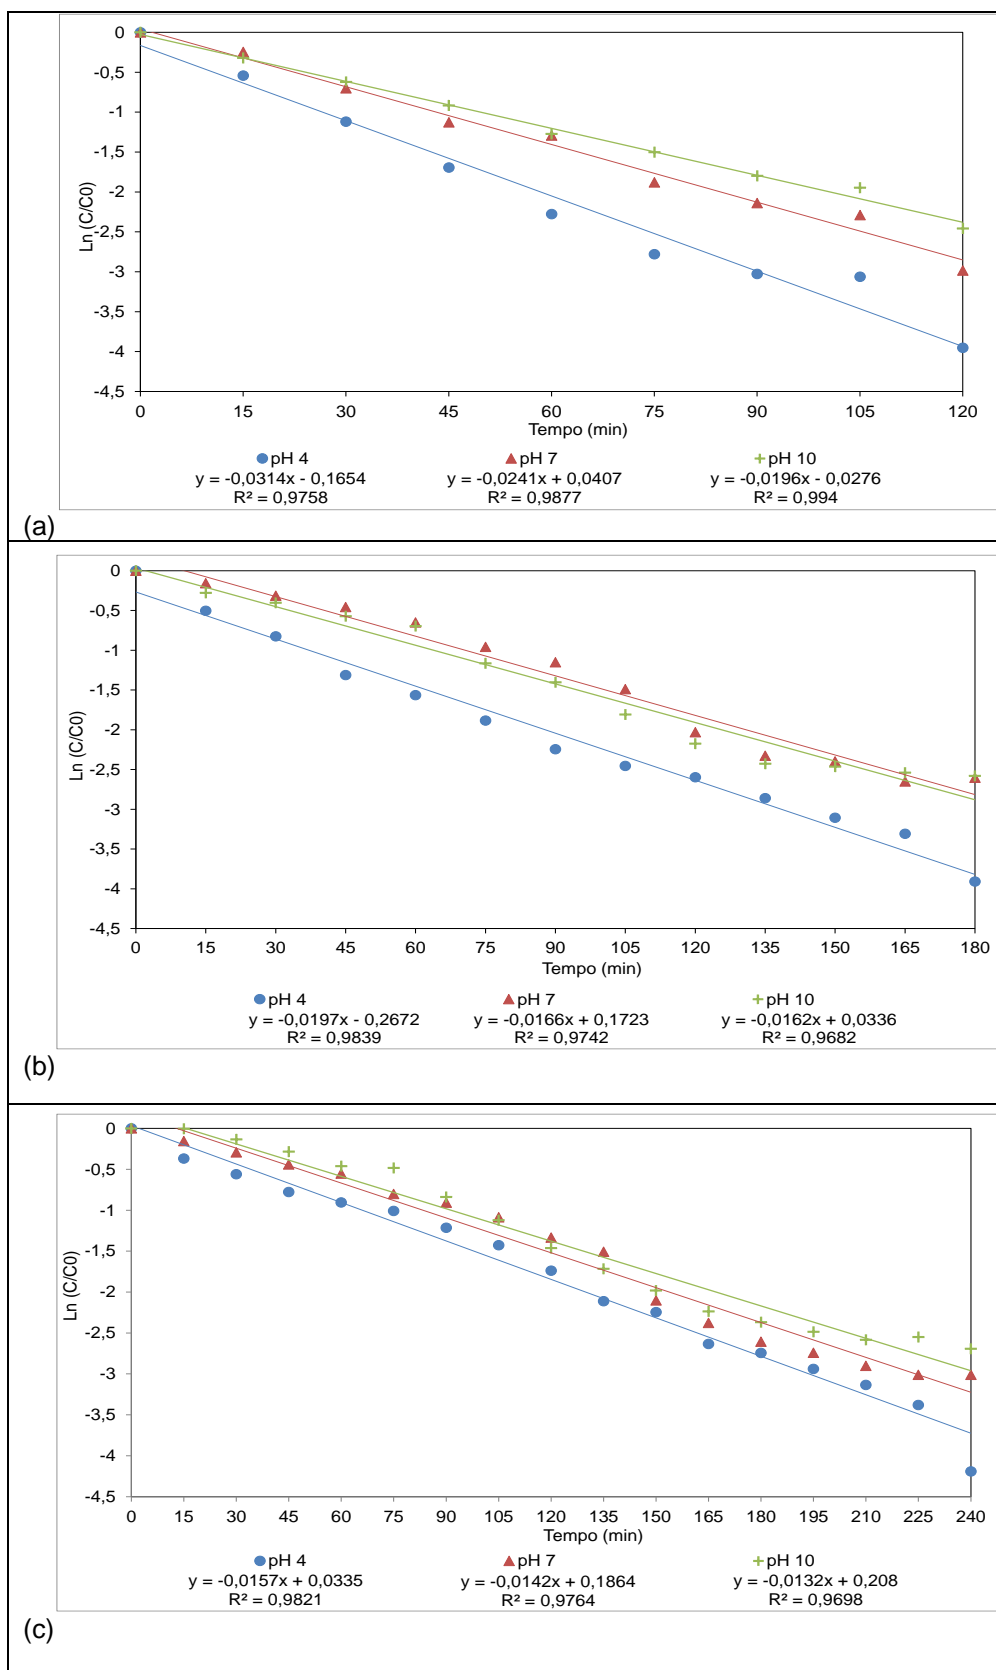 0
-0,5
-1
-1,5
-2
-2,5
-3
-3,5
-4
-4,5
Ln (C/C0)
0 15 30 45 60 75 90 105 120
Tempo (min)
pH 4 pH 7 pH 10
y = -0,0314x - 0,1654 y = -0,0241x + 0,0407 y = -0,0196x - 0,0276
R² = 0,9758 R² = 0,9877 R² = 0,994
(a)
0
-0,5
-1
-1,5
-2
-2,5
-3
-3,5
-4
-4,5
Ln (C/C0)
0 15 30 45 60 75 90 105 120 135 150 165 180
Tempo (min)
pH 4 pH 7 pH 10
y = -0,0197x - 0,2672 y = -0,0166x + 0,1723 y = -0,0162x + 0,0336
R² = 0,9839 R² = 0,9742 R² = 0,9682
(b)
0
-0,5
-1
-1,5
-2
-2,5
-3
-3,5
-4
-4,5
Ln (C/C0)
0 15 30 45 60 75 90 105 120 135 150 165 180 195 210 225 240
Tempo (min)
pH 4 pH 7 pH 10
y = -0,0157x + 0,0335 y = -0,0142x + 0,1864 y = -0,0132x + 0,208
R² = 0,9821 R² = 0,9764 R² = 0,9698
(c)